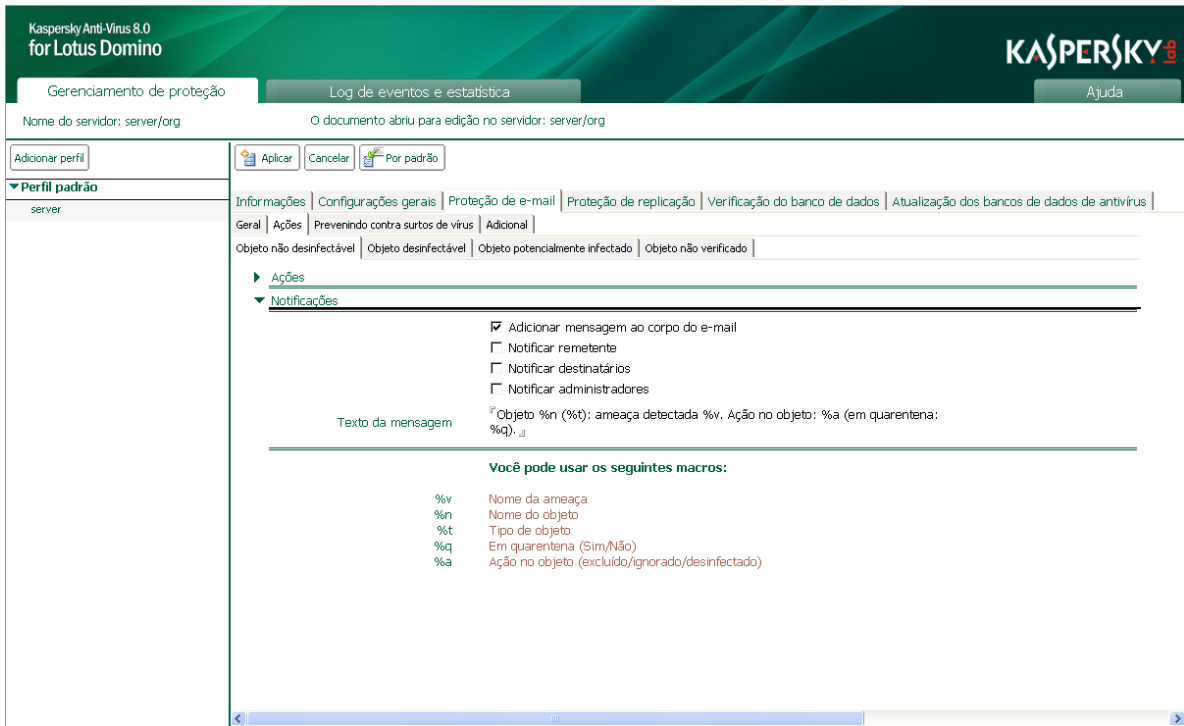 Kaspersky Anti-Virus 8.0
for Lotus Domino
KASPERSKY lab
Gerenciamento de proteção
Log de eventos e estatística
Ajuda
Nome do servidor: server/org
O documento abriu para edição no servidor: server/org
Adicionar perfil
Aplicar
Cancelar
Por padrão
Perfil padrão
server
Informações
Configurações gerais
Proteção de e-mail
Proteção de replicação
Verificação do banco de dados
Atualização dos bancos de dados de antivírus
Geral
Ações
Prevenindo contra surtos de vírus
Adicional
Objeto não desinfectável
Objeto desinfectável
Objeto potencialmente infectado
Objeto não verificado
Ações
Notificações
Adicionar mensagem ao corpo do e-mail
Notificar remetente
Notificar destinatários
Notificar administradores
Texto da mensagem
Objeto %n (%t): ameaça detectada %v. Ação no objeto: %a (em quarentena:
%q).
Você pode usar os seguintes macros:
%v Nome da ameaça
%n Nome do objeto
%t Tipo de objeto
%q Em quarentena (Sim/Não)
%a Ação no objeto (excluído/ignorado/desinfectado)